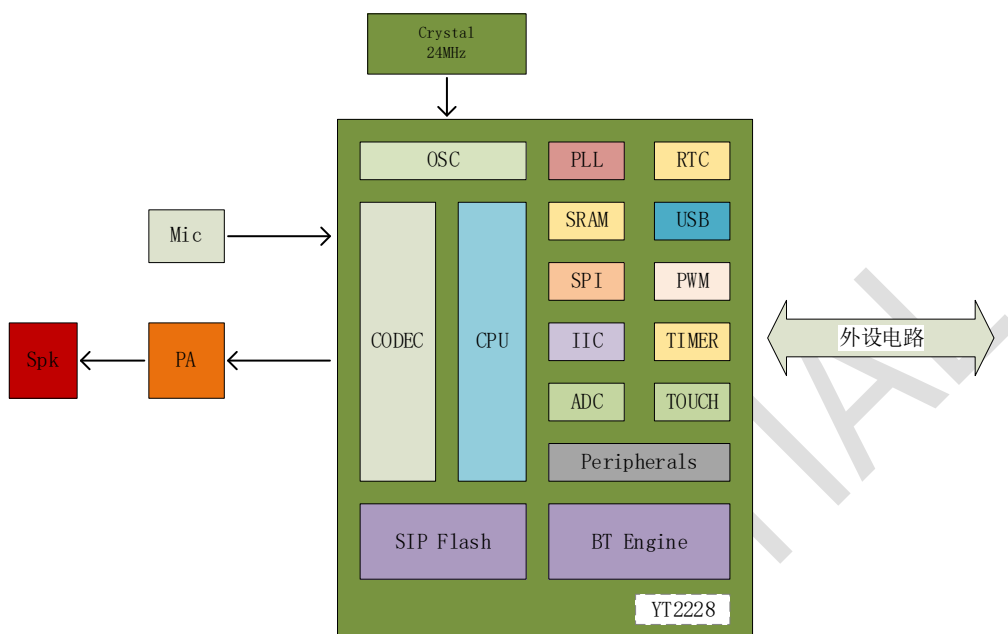 Crystal
24MHz
OSC
PLL
RTC
SRAM
USB
Mic
SPI
PWM
CODEC
CPU
IIC
TIMER
外设电路
Spk
PA
ADC
TOUCH
Peripherals
SIP Flash
BT Engine
YT2228
TIAL